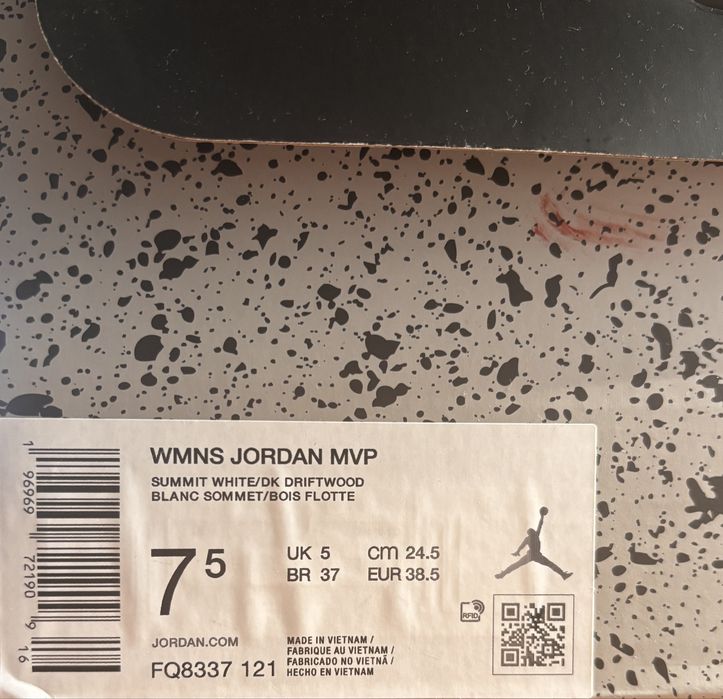 WMNS JORDAN MVP
SUMMIT WHITE/DK DRIFTWOOD
BLANC SOMMET/BOIS FLOTTE
7 5
UK 5 CM 24.5
BR 37 EUR 38.5
JORDAN.COM
FQ8337 121
MADE IN VIETNAM /
FABRIQUE AU VIETNAM /
FABRICADO NO VIETNÃ /
HECHO EN VIETNAM
RFID
1 96969 72190 9 16